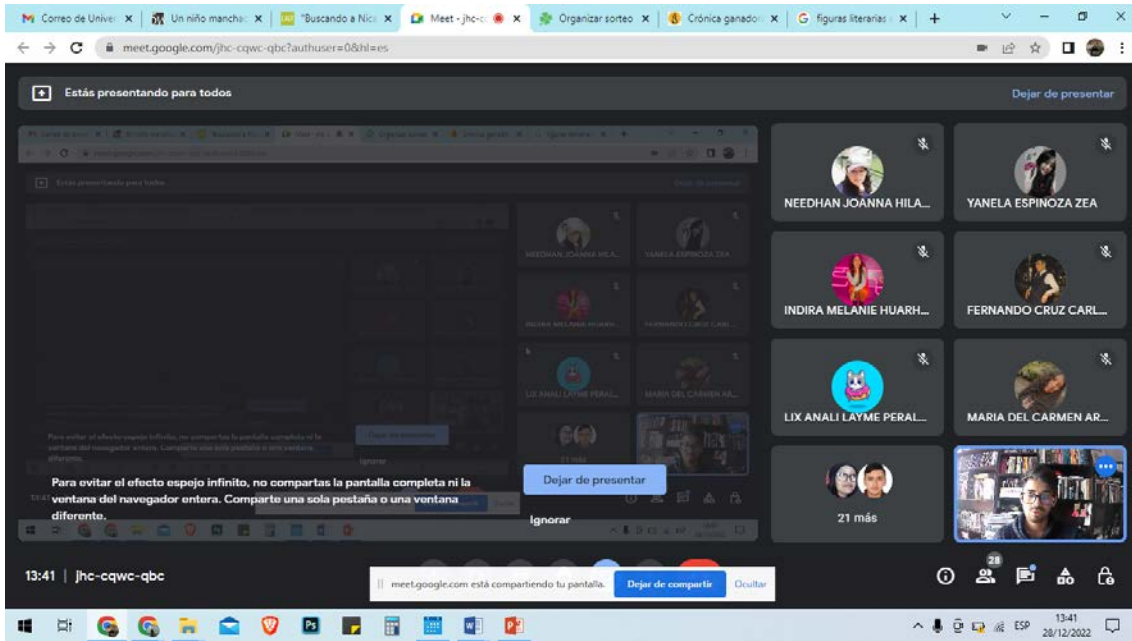 Correo de Univer
Un niño mancha
"Buscando a Nic
Meet - jhc-c
Organizar sorteo
Crónica ganador
figuras literarias
meet.google.com/jhc-cqwc-qbc?authuser=0&hl=es
Estás presentando para todos
Dejar de presentar
NEEDHAN JOANNA HILA...
YANELA ESPINOZA ZEA
INDIRA MELANIE HUARH...
FERNANDO CRUZ CARL...
LIX ANALI LAYME PERAL...
MARIA DEL CARMEN AR...
21 más
Para evitar el efecto espejo infinito, no compartas la pantalla completa ni la
ventana del navegador entera. Comparte una sola pestaña o una ventana
diferente.
Dejar de presentar
Ignorar
13:41 | jhc-cqwc-qbc
meet.google.com está compartiendo tu pantalla.
Dejar de compartir
Ocultar
28
ESP
13:41
28/12/2022